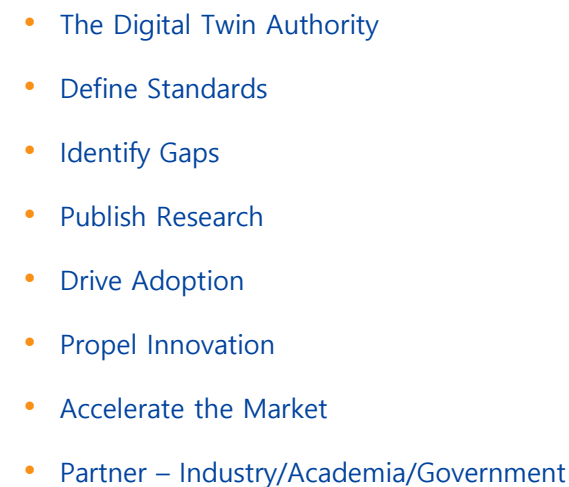 • The Digital Twin Authority
• Define Standards
• Identify Gaps
• Publish Research
• Drive Adoption
• Propel Innovation
• Accelerate the Market
• Partner – Industry/Academia/Government